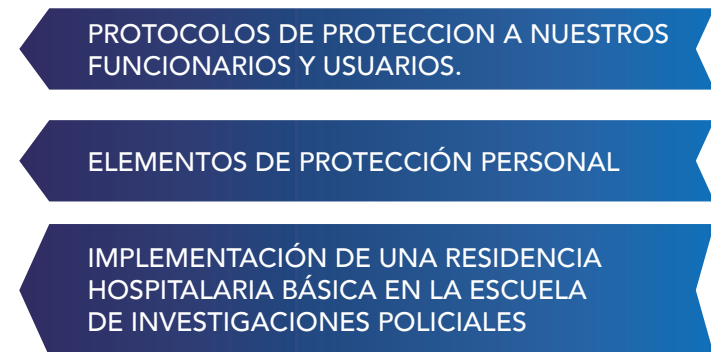 PROTOCOLOS DE PROTECCION A NUESTROS
FUNCIONARIOS Y USUARIOS.
ELEMENTOS DE PROTECCIÓN PERSONAL
IMPLEMENTACIÓN DE UNA RESIDENCIA
HOSPITALARIA BÁSICA EN LA ESCUELA
DE INVESTIGACIONES POLICIALES